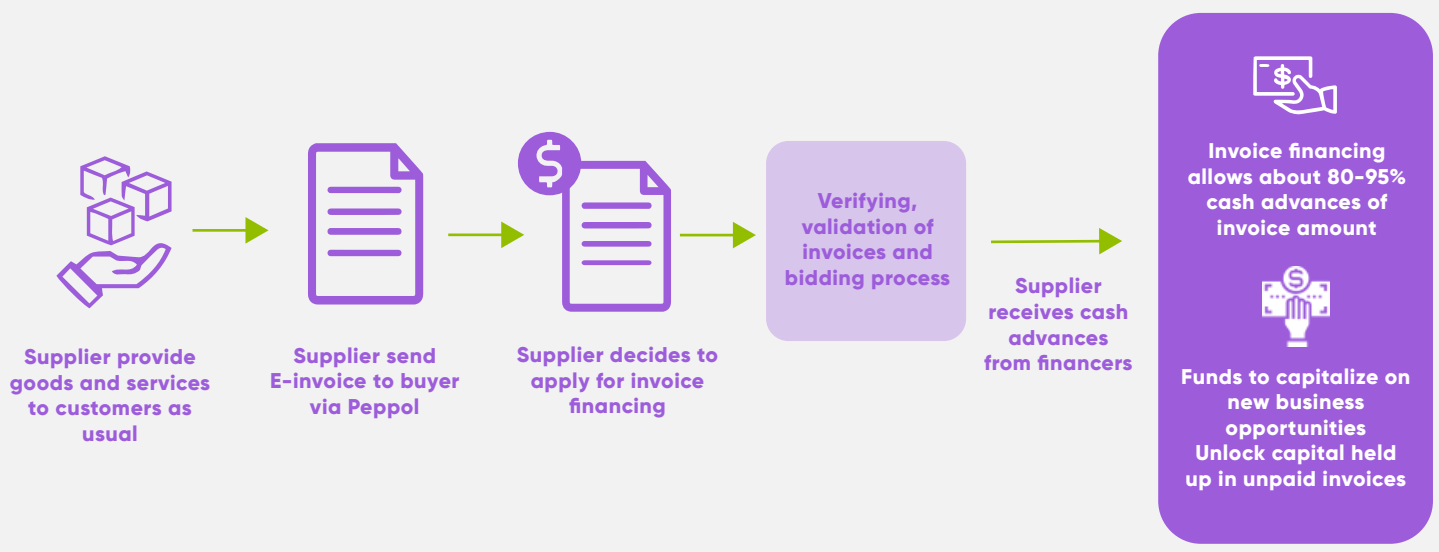 Supplier provide
goods and services
to customers as
usual
Supplier send
E-invoice to buyer
via Peppol
$
Supplier decides to
apply for invoice
financing
Verifying,
validation of
invoices and
bidding process
Supplier
receives cash
advances
from financers
$
Invoice financing
allows about 80-95%
cash advances of
invoice amount
$
Funds to capitalize on
new business
opportunities
Unlock capital held
up in unpaid invoices